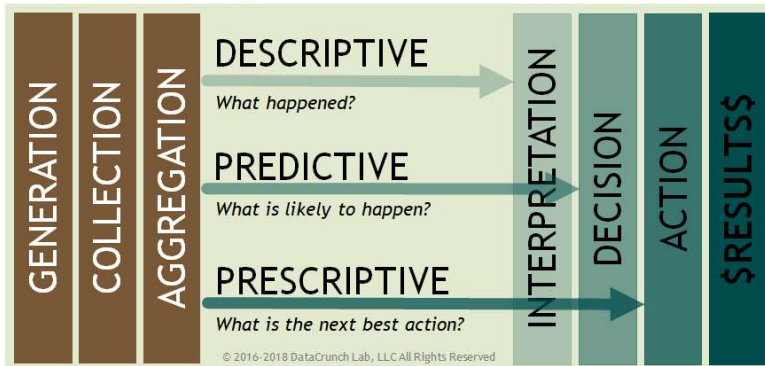 GENERATION
COLLECTION
AGGREGATION
DESCRIPTIVE
What happened?
PREDICTIVE
What is likely to happen?
PRESCRIPTIVE
What is the next best action?
INTERPRETATION
DECISION
ACTION
$RESULTS$
© 2016-2018 DataCrunch Lab, LLC All Rights Reserved